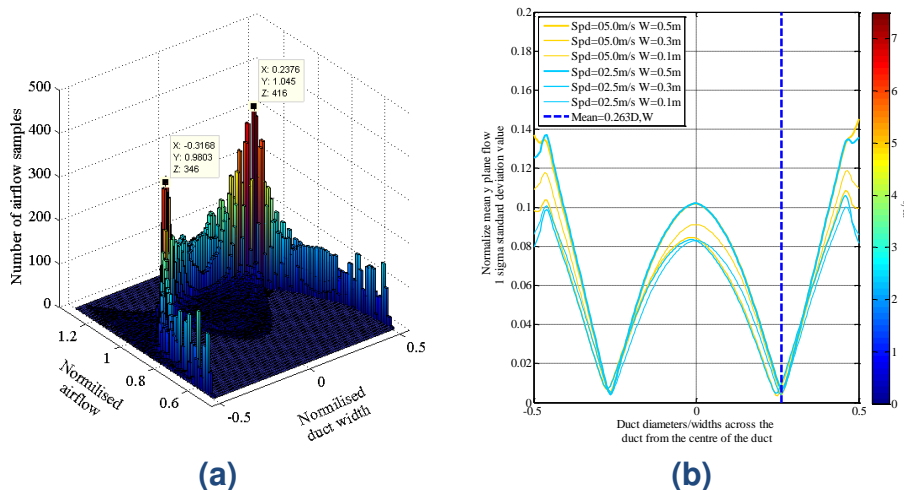 Number of airflow samples
500
400
300
200
100
0
X: 0.2376
Y: 1.045
Z: 416
X: -0.3168
Y: 0.9803
Z: 346
1.2
1
0.8
0.6
Normilised
airflow
-0.5
0
0.5
Normilised
duct width
(a)
Normalize mean y plane flow
1 sigma standard deviation value
0.2
0.18
0.16
0.14
0.12
0.1
0.08
0.06
0.04
0.02
0
Spd=05.0m/s W=0.5m
Spd=05.0m/s W=0.3m
Spd=05.0m/s W=0.1m
Spd=02.5m/s W=0.5m
Spd=02.5m/s W=0.3m
Spd=02.5m/s W=0.1m
Mean=0.263D,W
-0.5
0
0.5
Duct diameters/widths across the
duct from the centre of the duct
7
6
5
4
3
2
1
0
(b)